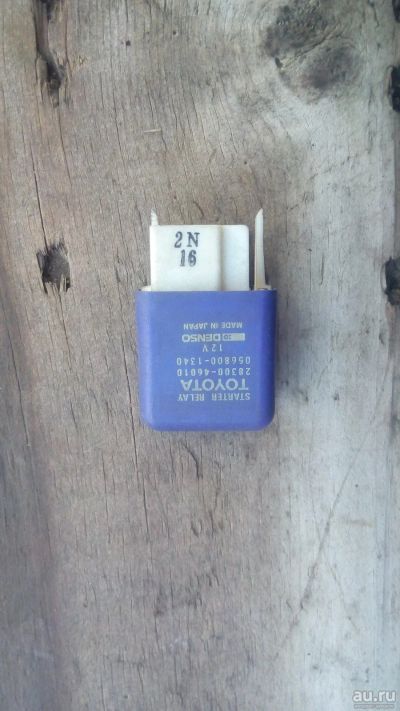 2N
16
STARTER RELAY
TOYOTA
28300-46010
056800-1340
12V
DENSO
MADE IN JAPAN
au.ru